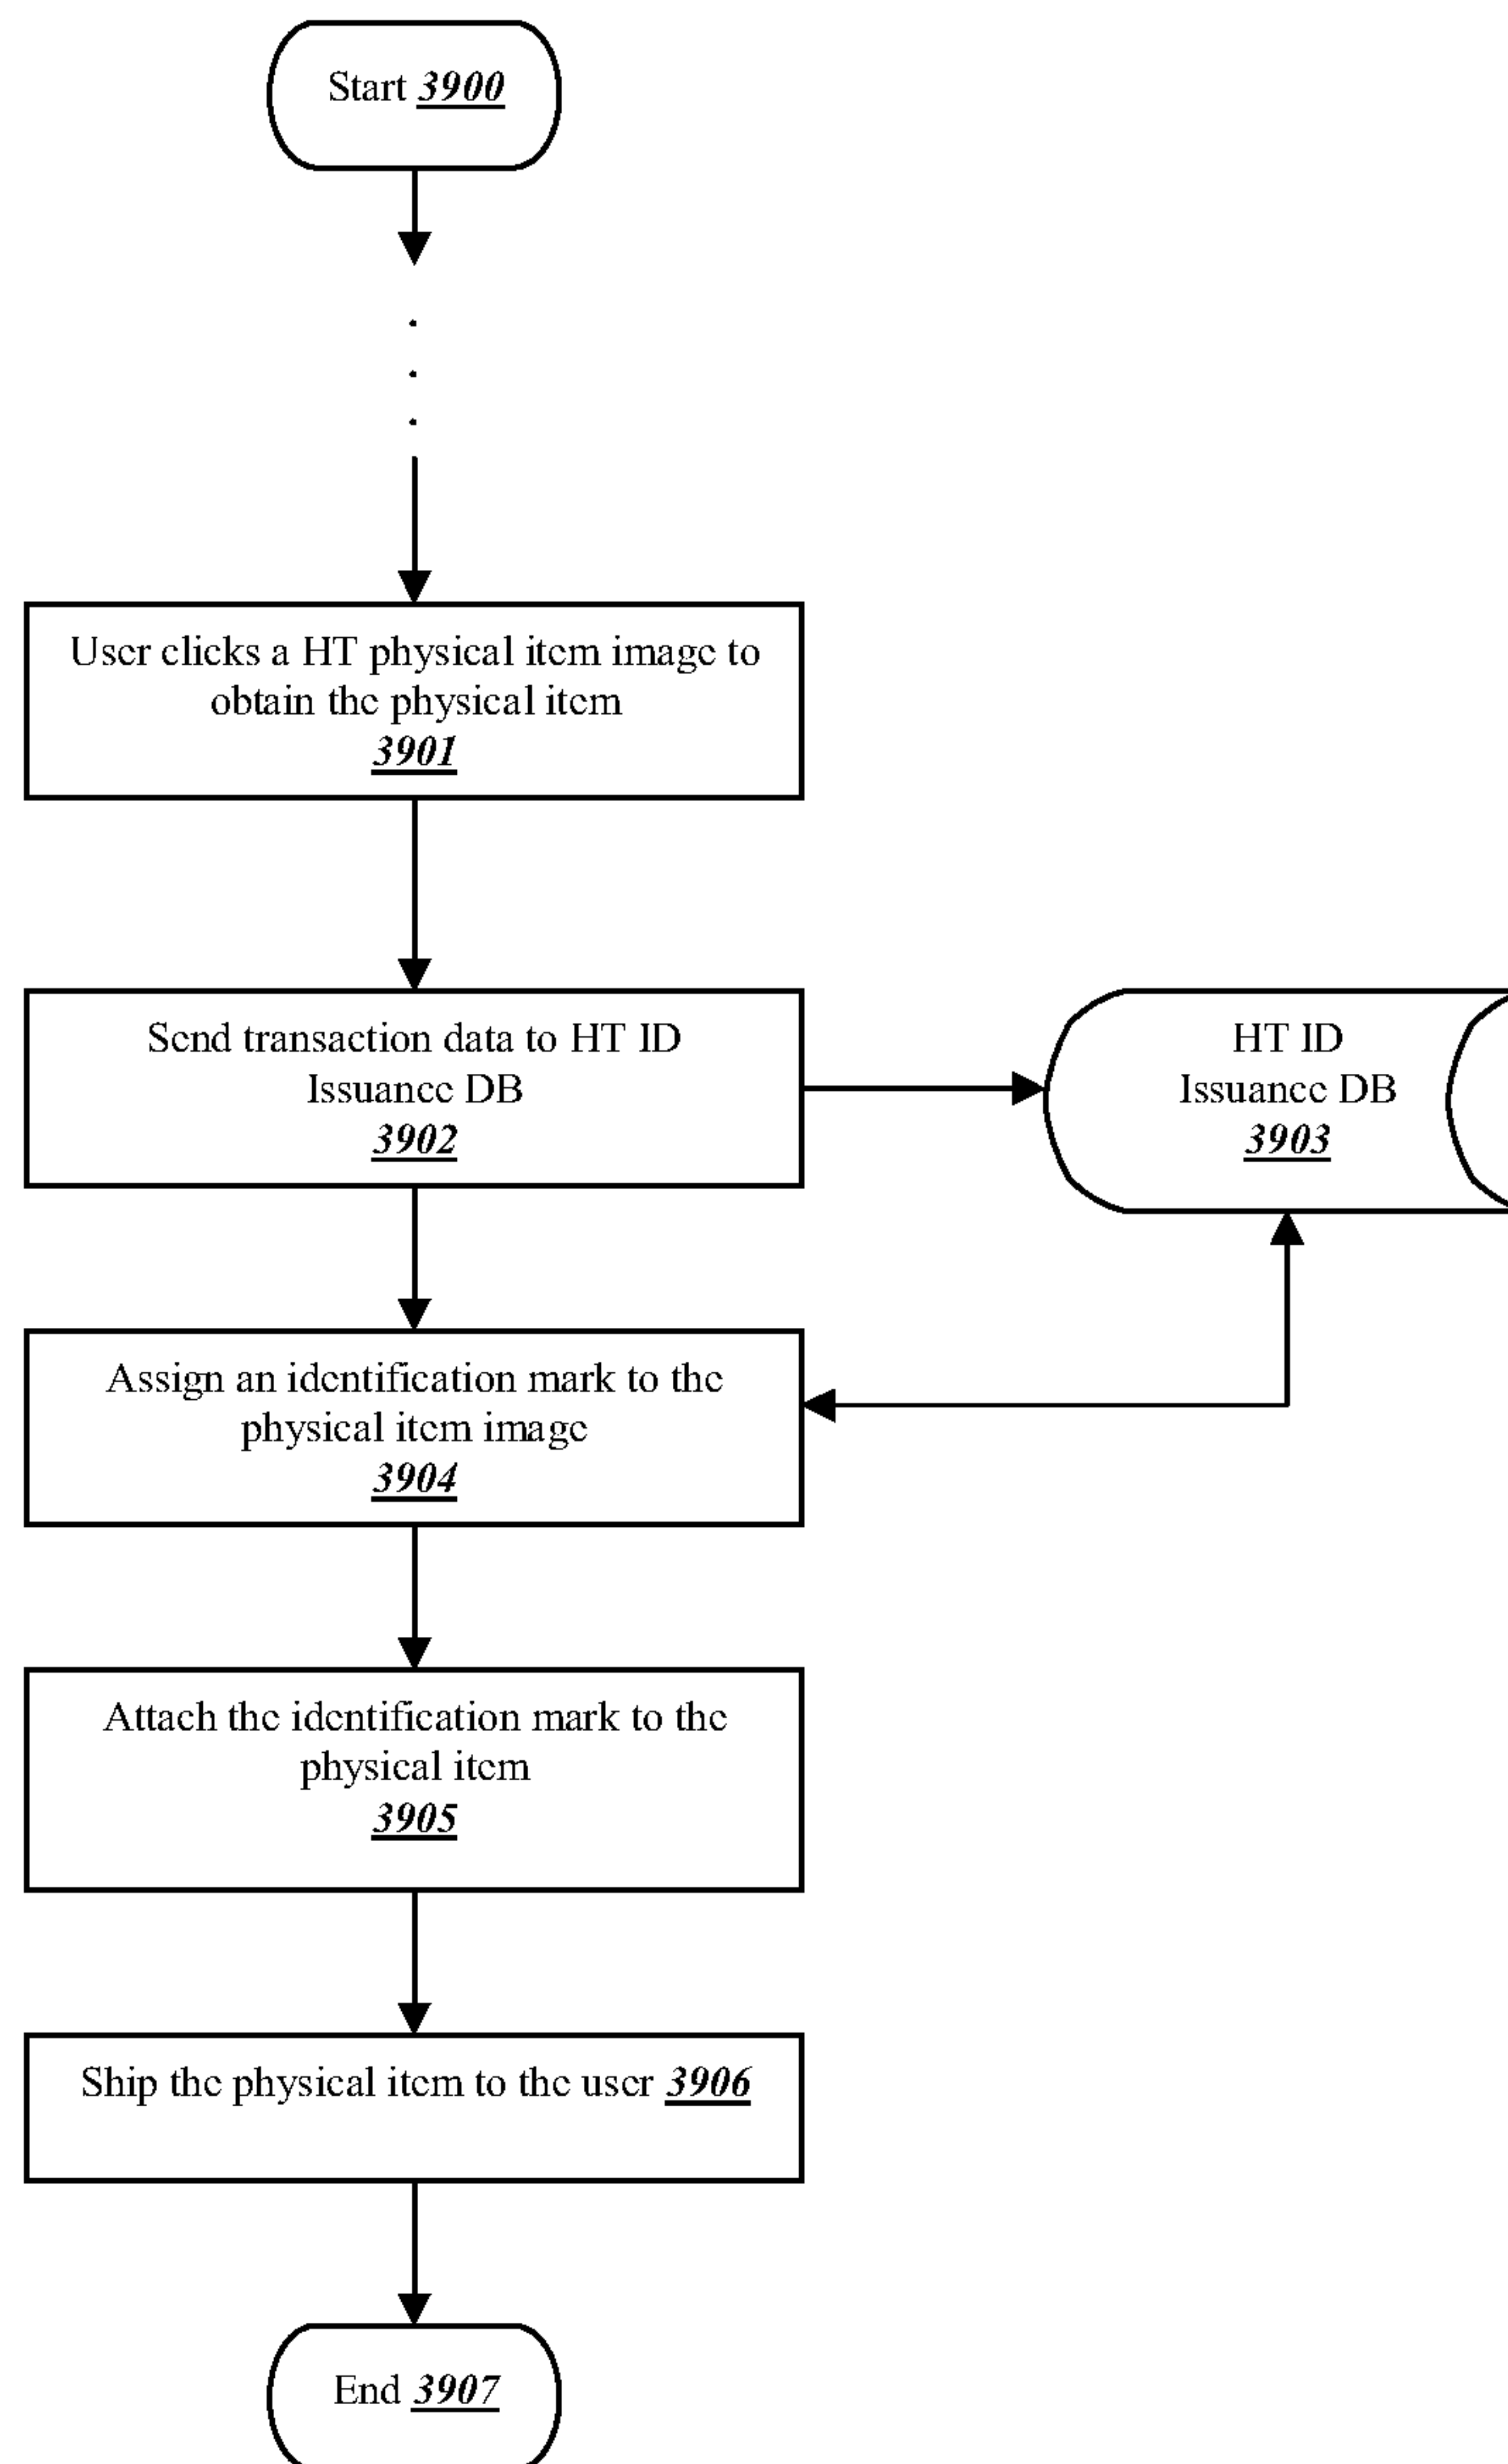 Start 3900
User clicks a HT physical item image to
obtain the physical item
3901
Send transaction data to HT ID
Issuance DB
3902
HT ID
Issuance DB
3903
Assign an identification mark to the
physical item image
3904
Attach the identification mark to the
physical item
3905
Ship the physical item to the user 3906
End 3907